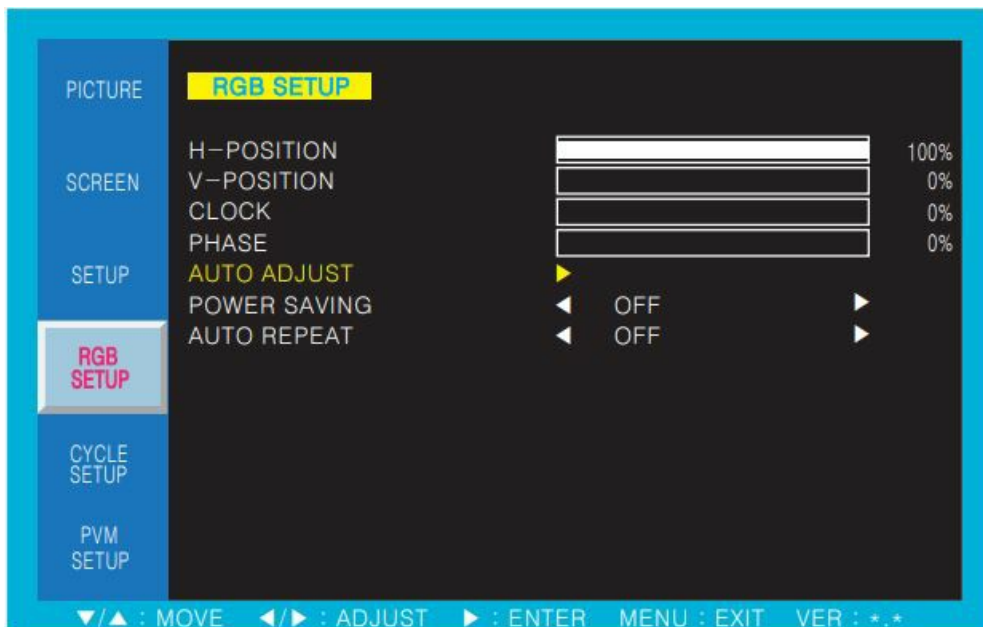 PICTURE
SCREEN
SETUP
RGB
SETUP
CYCLE
SETUP
PVM
SETUP
RGB SETUP
H-POSITION 100%
V-POSITION 0%
CLOCK 0%
PHASE 0%
AUTO ADJUST ▶
POWER SAVING ◀ OFF ▶
AUTO REPEAT ◀ OFF ▶
▼/▲ : MOVE ◀/▶ : ADJUST ▶ : ENTER MENU : EXIT VER : *.*